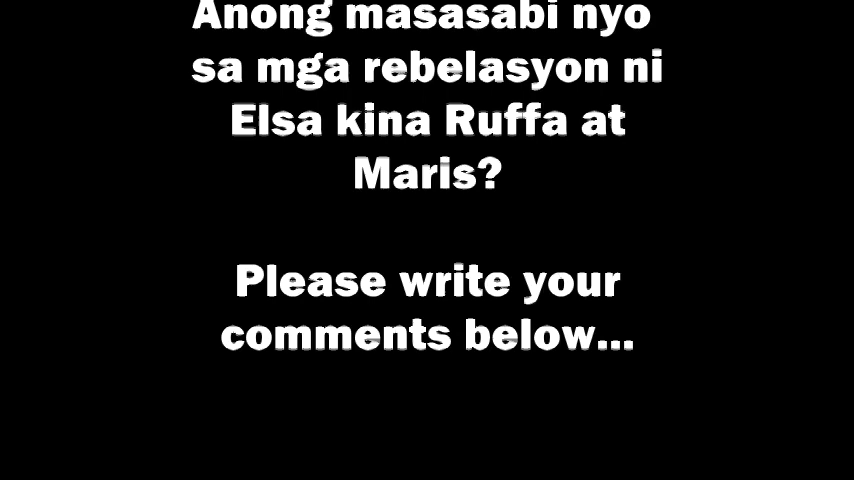 Anong masasabi nyo
sa mga rebelasyon ni
Elsa kina Ruffa at
Maris?
Please write your
comments below...